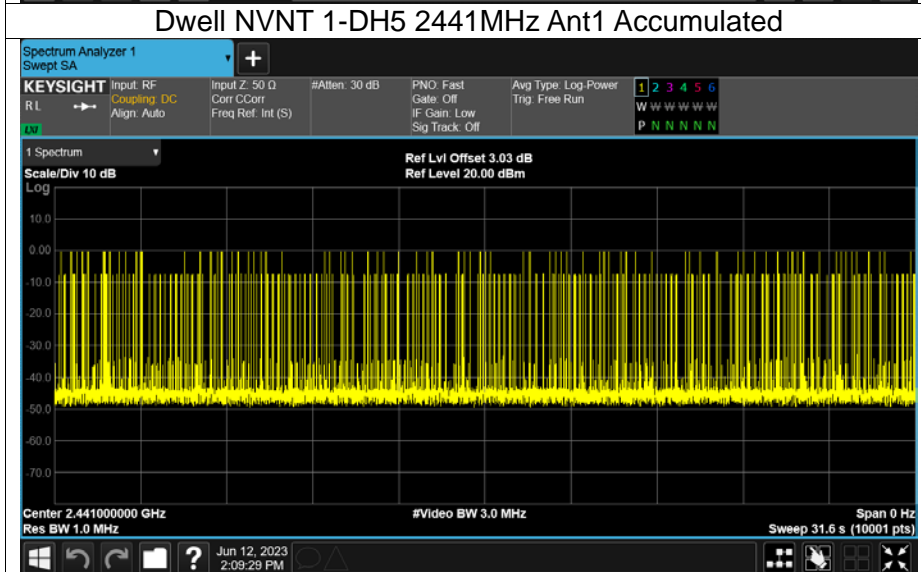 Dwell NVNT 1-DH5 2441MHz Ant1 Accumulated
Spectrum Analyzer 1
Swept SA
+
KEYSIGHT Input: RF Input Z: 50 Ω #Atten: 30 dB PNO: Fast Avg Type: Log-Power 1 2 3 4 5 6
RL Coupling: DC Corr CCorr Gate: Off Trig: Free Run W W W W W W
Align: Auto Freq Ref: Int (S) IF Gain: Low
LXI Sig Track: Off P N N N N N
1 Spectrum
Scale/Div 10 dB
Ref Lvl Offset 3.03 dB
Ref Level 20.00 dBm
Log
10.0
0.00
-10.0
-20.0
-30.0
-40.0
-50.0
-60.0
-70.0
Center 2.441000000 GHz #Video BW 3.0 MHz Span 0 Hz
Res BW 1.0 MHz Sweep 31.6 s (10001 pts)
? Jun 12, 2023
2:09:29 PM